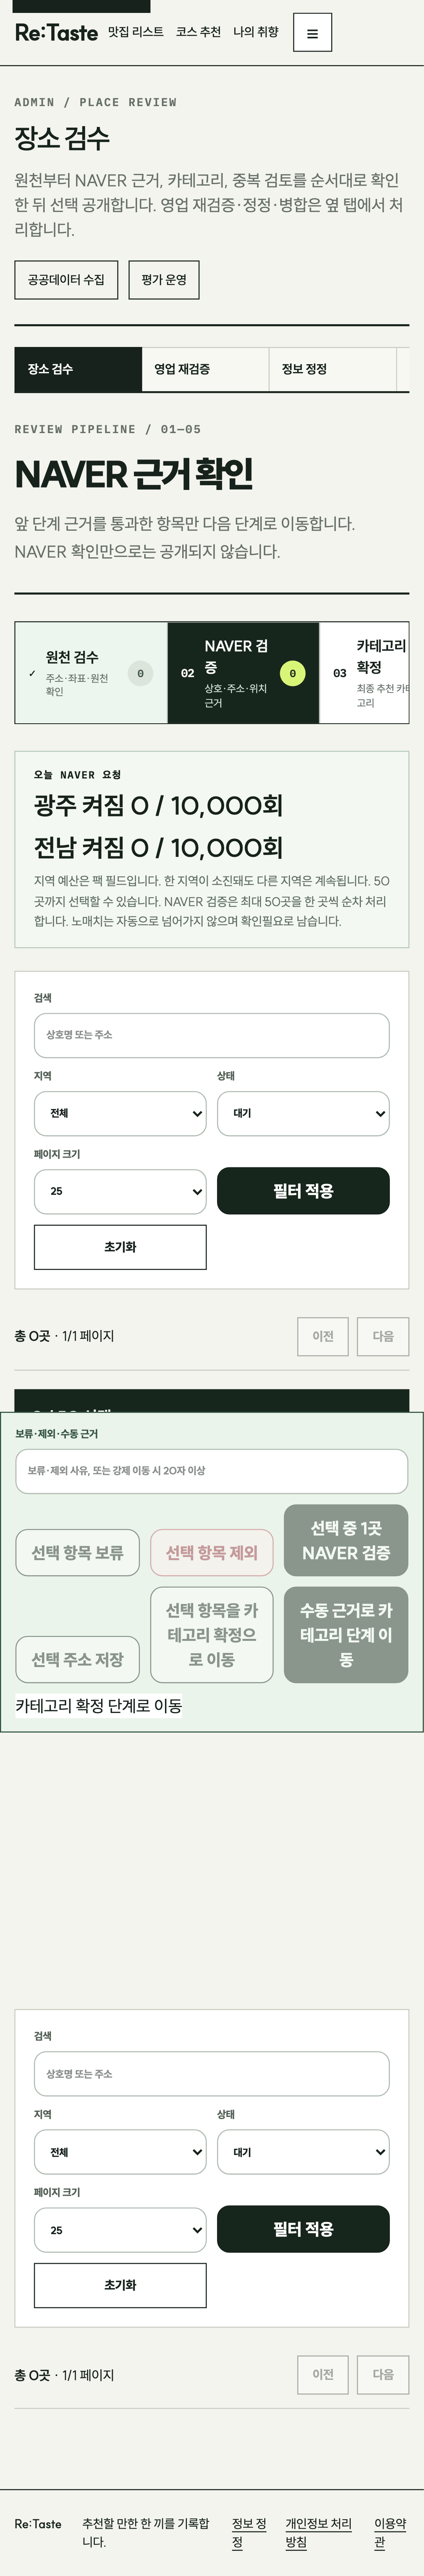 Re:Taste 맛집 리스트 코스 추천 나의 취향 ≡
ADMIN / PLACE REVIEW
장소 검수
원천부터 NAVER 근거, 카테고리, 중복 검토를 순서대로 확인
한 뒤 선택 공개합니다. 영업 재검증·정정·병합은 옆 탭에서 처
리합니다.
공공데이터 수집 평가 운영
장소 검수 영업 재검증 정보 정정
REVIEW PIPELINE / 01—05
NAVER 근거 확인
앞 단계 근거를 통과한 항목만 다음 단계로 이동합니다.
NAVER 확인만으로는 공개되지 않습니다.
✓ 원천 검수
주소·좌표·원천
확인
0
02 NAVER 검
증
상호·주소·위치
근거
0
03 카테고리
확정
최종 추천 카테
고리
오늘 NAVER 요청
광주 켜짐 0 / 10,000회
전남 켜짐 0 / 10,000회
지역 예산은 팩 필드입니다. 한 지역이 소진돼도 다른 지역은 계속됩니다. 50
곳까지 선택할 수 있습니다. NAVER 검증은 최대 50곳을 한 곳씩 순차 처리
합니다. 노매치는 자동으로 넘어가지 않으며 확인필요로 남습니다.
검색
상호명 또는 주소
지역 상태
전체 대기
페이지 크기
25 필터 적용
초기화
총 0곳 · 1/1 페이지 이전 다음
보류·제외·수동 근거
보류·제외 사유, 또는 강제 이동 시 20자 이상
선택 항목 보류
선택 항목 제외
선택 중 1곳
NAVER 검증
선택 주소 저장
선택 항목을 카
테고리 확정으
로 이동
수동 근거로 카
테고리 단계 이
동
카테고리 확정 단계로 이동
검색
상호명 또는 주소
지역 상태
전체 대기
페이지 크기
25 필터 적용
초기화
총 0곳 · 1/1 페이지 이전 다음
Re:Taste
추천할 만한 한 끼를 기록합
니다.
정보 정
정
개인정보 처리
방침
이용약
관